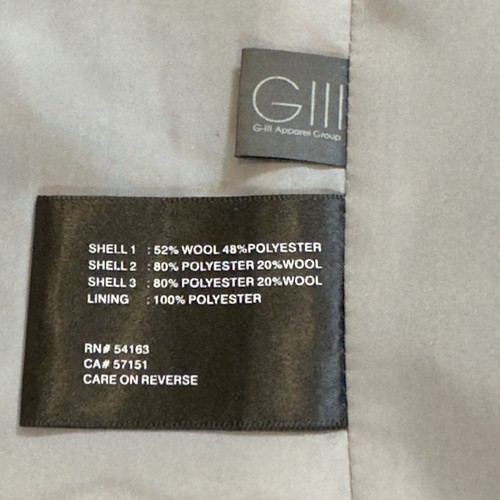 GIII
G-III Apparel Group
SHELL 1 : 52% WOOL 48%POLYESTER
SHELL 2 : 80% POLYESTER 20%WOOL
SHELL 3 : 80% POLYESTER 20%WOOL
LINING : 100% POLYESTER
RN# 54163
CA# 57151
CARE ON REVERSE